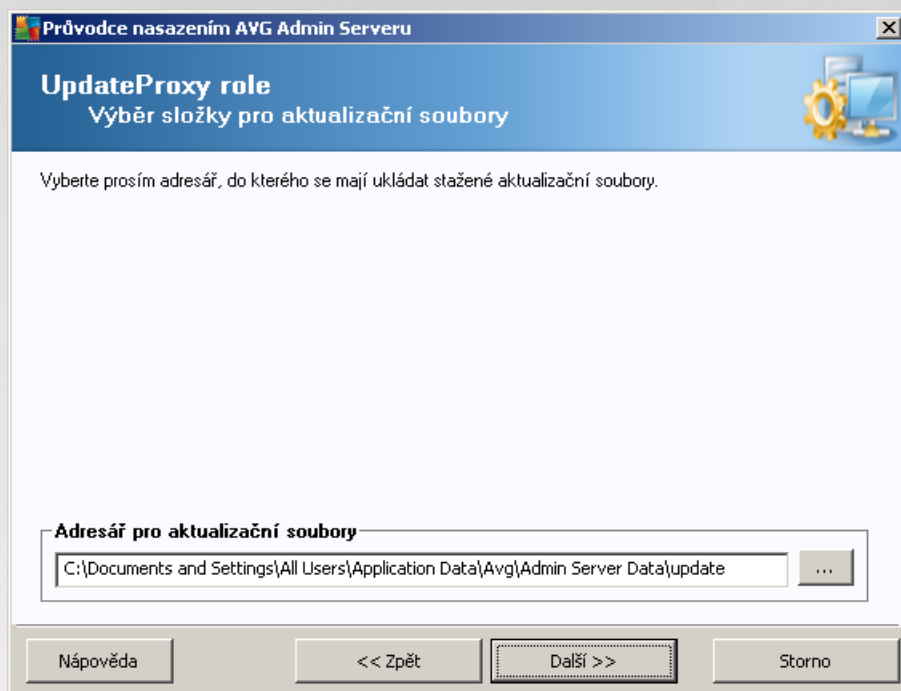 Průvodce nasazením AVG Admin Serveru
UpdateProxy role
Výběr složky pro aktualizační soubory
Vyberte prosím adresář, do kterého se mají ukládat stažené aktualizační soubory.
Adresář pro aktualizační soubory
C:\Documents and Settings\All Users\Application Data\Avg\Admin Server Data\update
...
Nápověda
<< Zpět
Další >>
Storno